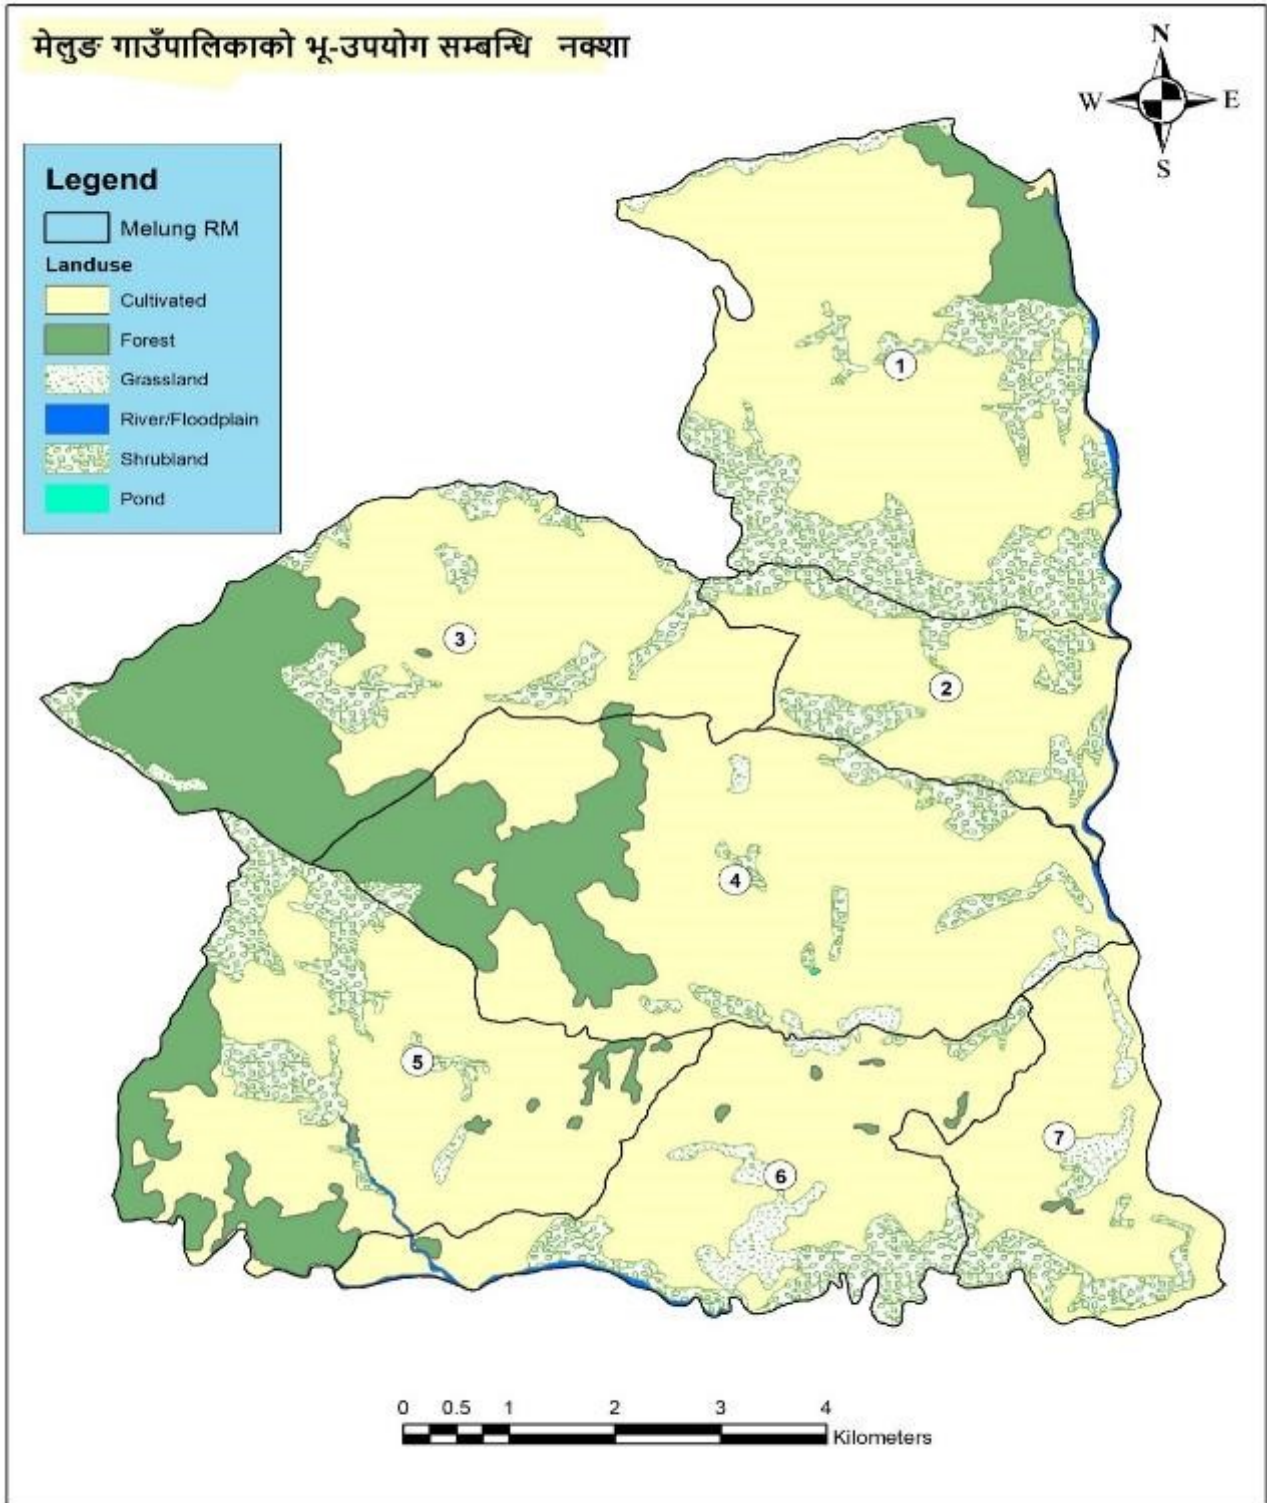 मेलुङ गाउँपालिकाको भू-उपयोग सम्बन्धि नक्शा
N
W E
S
Legend
Melung RM
Landuse
Cultivated
Forest
Grassland
River/Floodplain
Shrubland
Pond
1
2
3
4
5
6
7
0 0.5 1 2 3 4
Kilometers